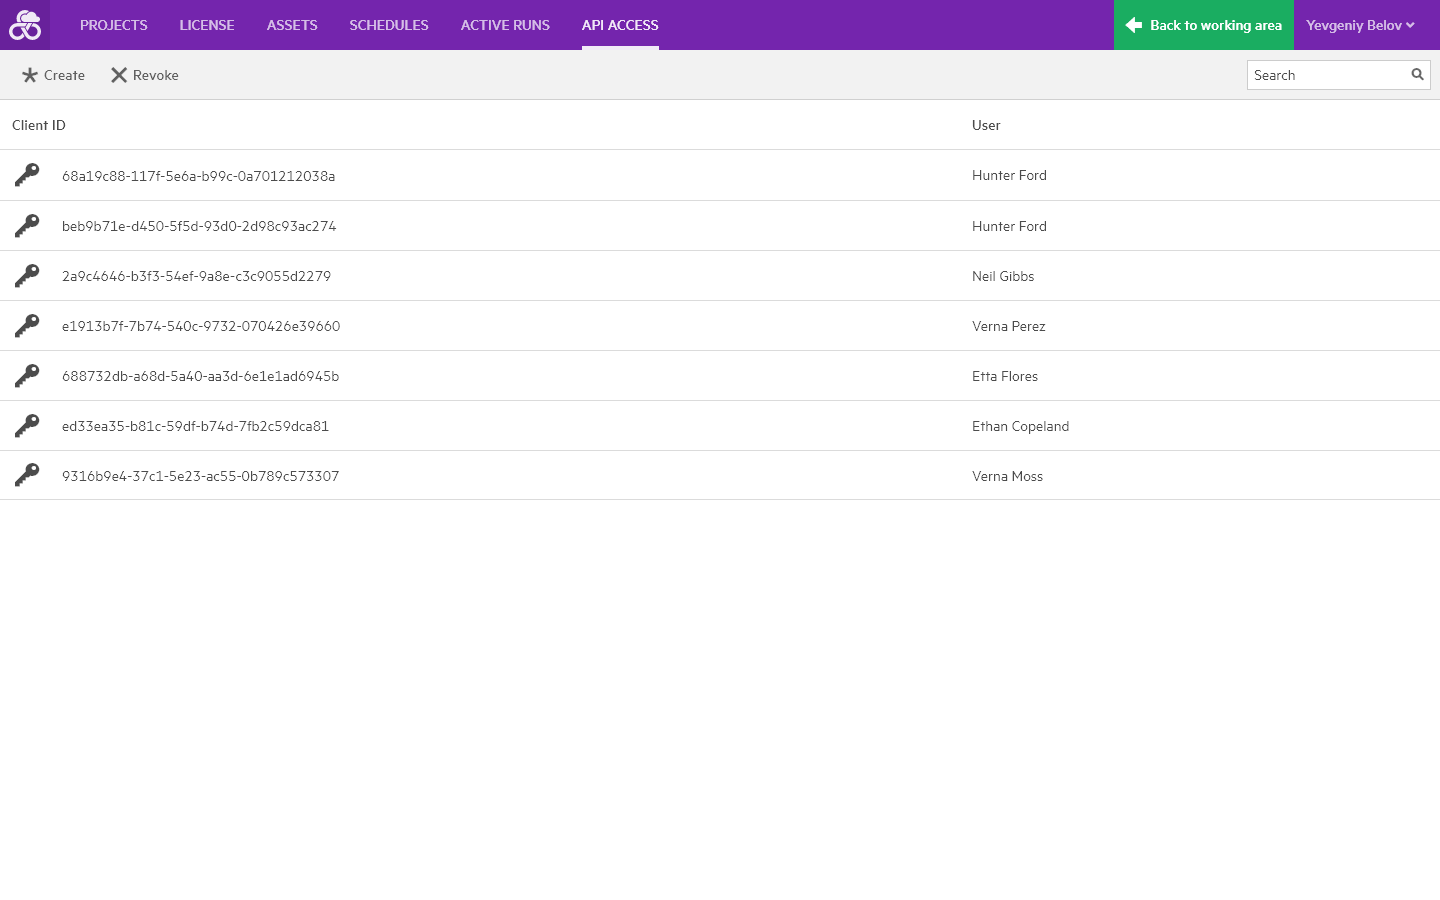 PROJECTS LICENSE ASSETS SCHEDULES ACTIVE RUNS API ACCESS Back to working area Yevgeniy Belov
Create Revoke Search
Client ID User
68a19c88-117f-5e6a-b99c-0a701212038a Hunter Ford
beb9b71e-d450-5f5d-93d0-2d98c93ac274 Hunter Ford
2a9c4646-b3f3-54ef-9a8e-c3c9055d2279 Neil Gibbs
e1913b7f-7b74-540c-9732-070426e39660 Verna Perez
688732db-a68d-5a40-aa3d-6e1e1ad6945b Etta Flores
ed33ea35-b81c-59df-b74d-7fb2c59dca81 Ethan Copeland
9316b9e4-37c1-5e23-ac55-0b789c573307 Verna Moss